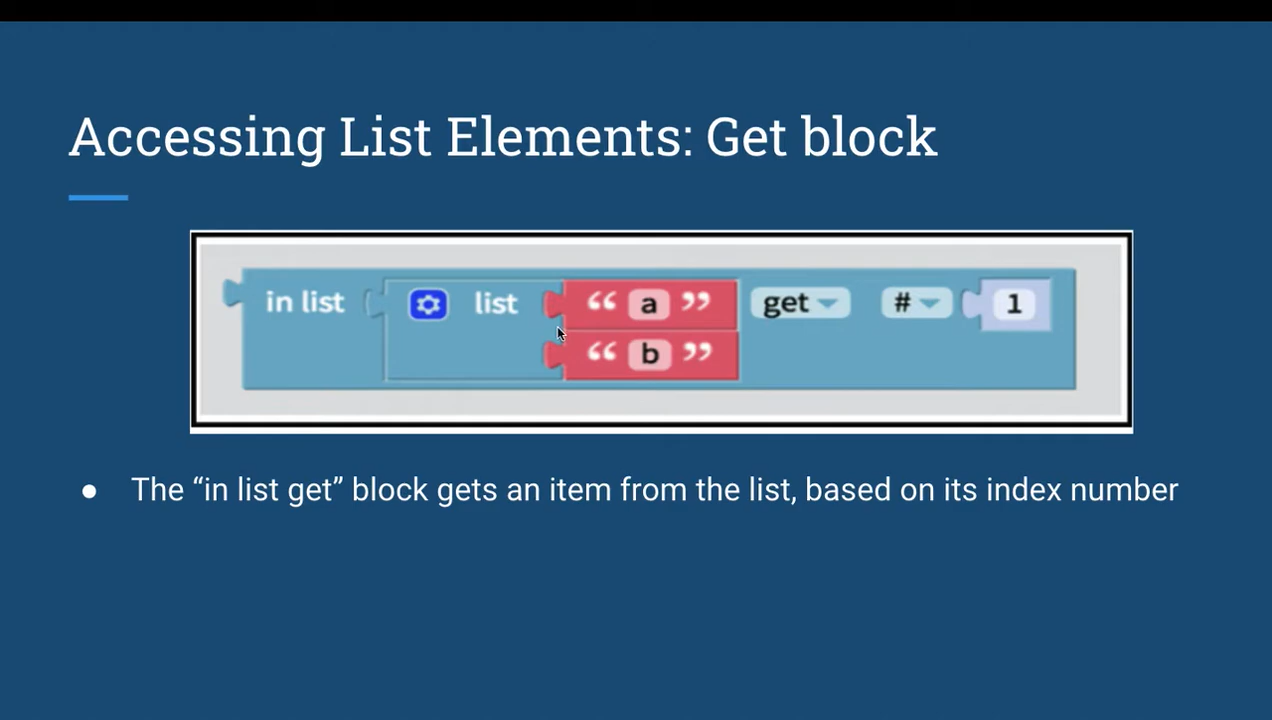 Accessing List Elements: Get block
in list list “ a ” get # 1
“ b ”
● The “in list get” block gets an item from the list, based on its index number